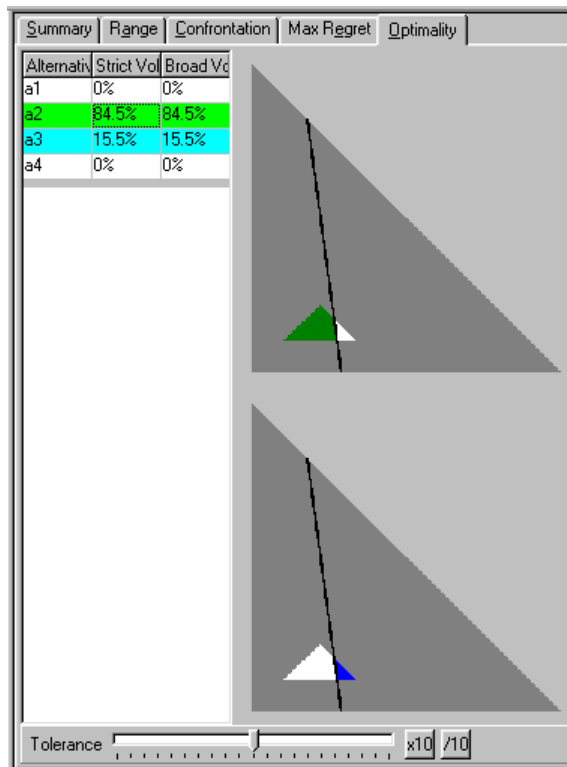 Summary Range Confrontation Max Regret Optimality
Alternativ Strict Vol Broad Vo
a1 0% 0%
a2 84.5% 84.5%
a3 15.5% 15.5%
a4 0% 0%
Tolerance x10 /10